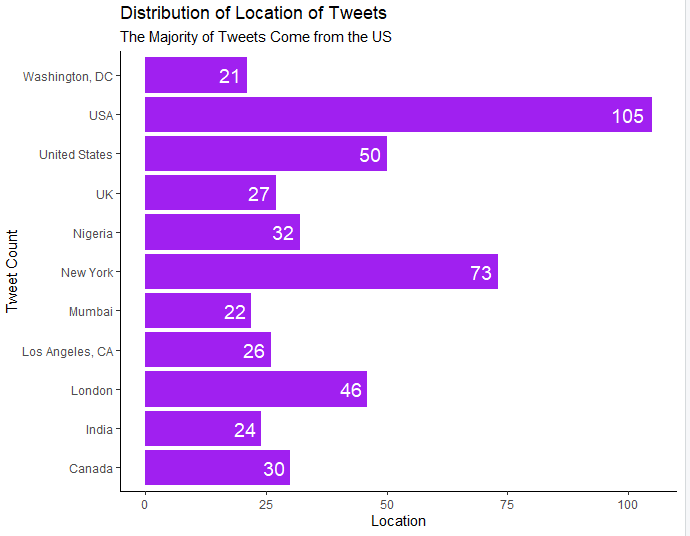 Distribution of Location of Tweets
The Majority of Tweets Come from the US
Tweet Count
Washington, DC 21
USA 105
United States 50
UK 27
Nigeria 32
New York 73
Mumbai 22
Los Angeles, CA 26
London 46
India 24
Canada 30
0 25 50 75 100
Location